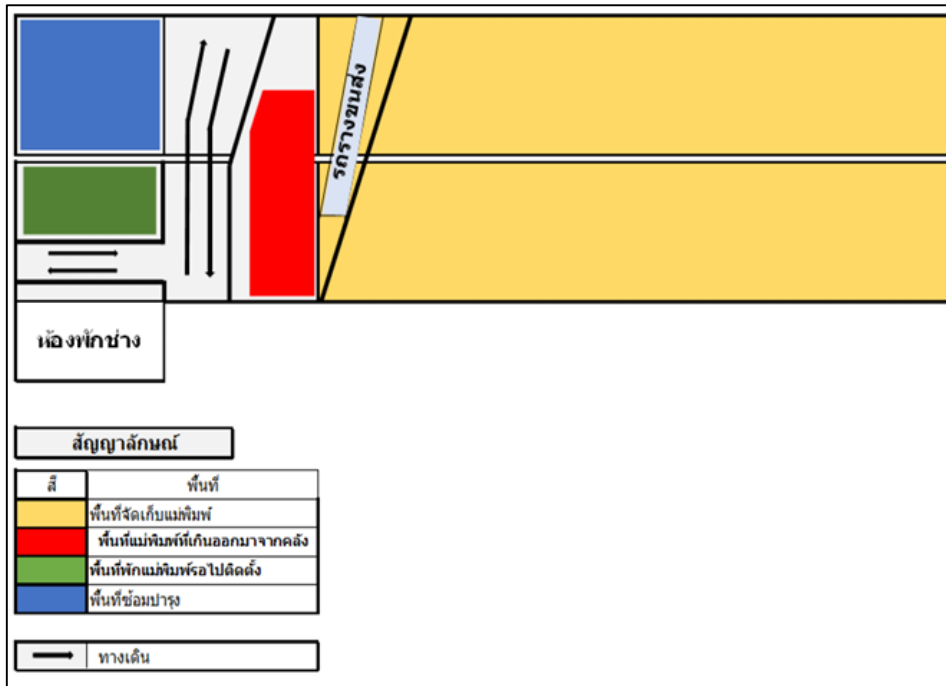 รถรางขนส่ง
ห้องพักช่าง
สัญญาลักษณ์
สี พื้นที่
พื้นที่จัดเก็บแม่พิมพ์
พื้นที่แม่พิมพ์ที่เกินออกมาจากคลัง
พื้นที่พักแม่พิมพ์รอไปติดตั้ง
พื้นที่ซ่อมบำรุง
ทางเดิน